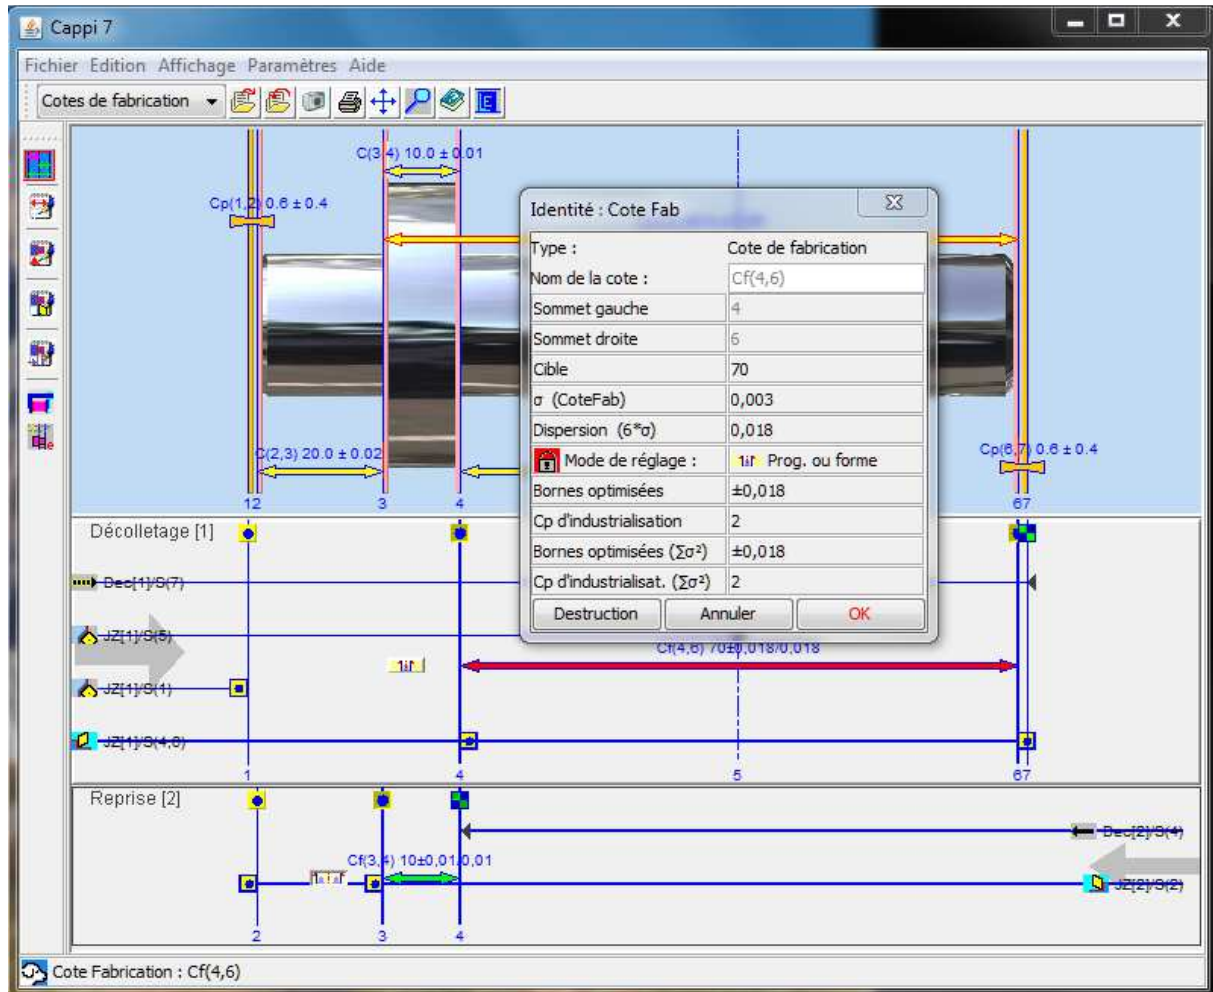 Cappi 7
Fichier Edition Affichage Paramètres Aide
Cotes de fabrication
E
C(3,4) 10.0 ± 0.01
Cp(1,2) 0.6 ± 0.4
C(2,3) 20.0 ± 0.02
Cp(6,7) 0.6 ± 0.4
12 3 4 67
Identité : Cote Fab
Type : Cote de fabrication
Nom de la cote : Cf(4,6)
Sommet gauche 4
Sommet droite 6
Cible 70
σ (CoteFab) 0,003
Dispersion (6*σ) 0,018
Mode de réglage : Prog. ou forme
Bornes optimisées ±0,018
Cp d'industrialisation 2
Bornes optimisées (∑σ²) ±0,018
Cp d'industrialisat. (∑σ²) 2
Destruction Annuler OK
Décolletage [1]
Dec[1]/S(7)
JZ[1]/S(5)
Cf(4,6) 70±0,018/0,018
JZ[1]/S(1)
JZ[1]/S(4,6)
1 4 5 67
Reprise [2]
Dec[2]/S(4)
Cf(3,4) 10±0,01/0,01
JZ[2]/S(2)
2 3 4
Cote Fabrication : Cf(4,6)